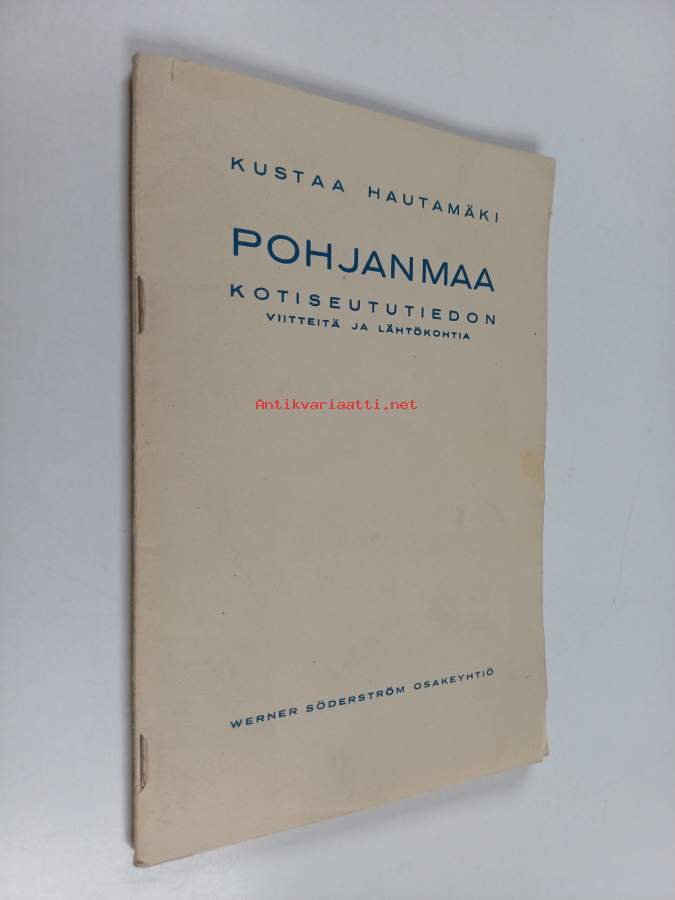 KUSTAA HAUTAMÄKI
POHJANMAA
KOTISEUTUTIEDON
VIITTEITÄ JA LÄHTÖKOHTIA
Antikvariaatti.net
WERNER SÖDERSTRÖM OSAKEYHTIÖ